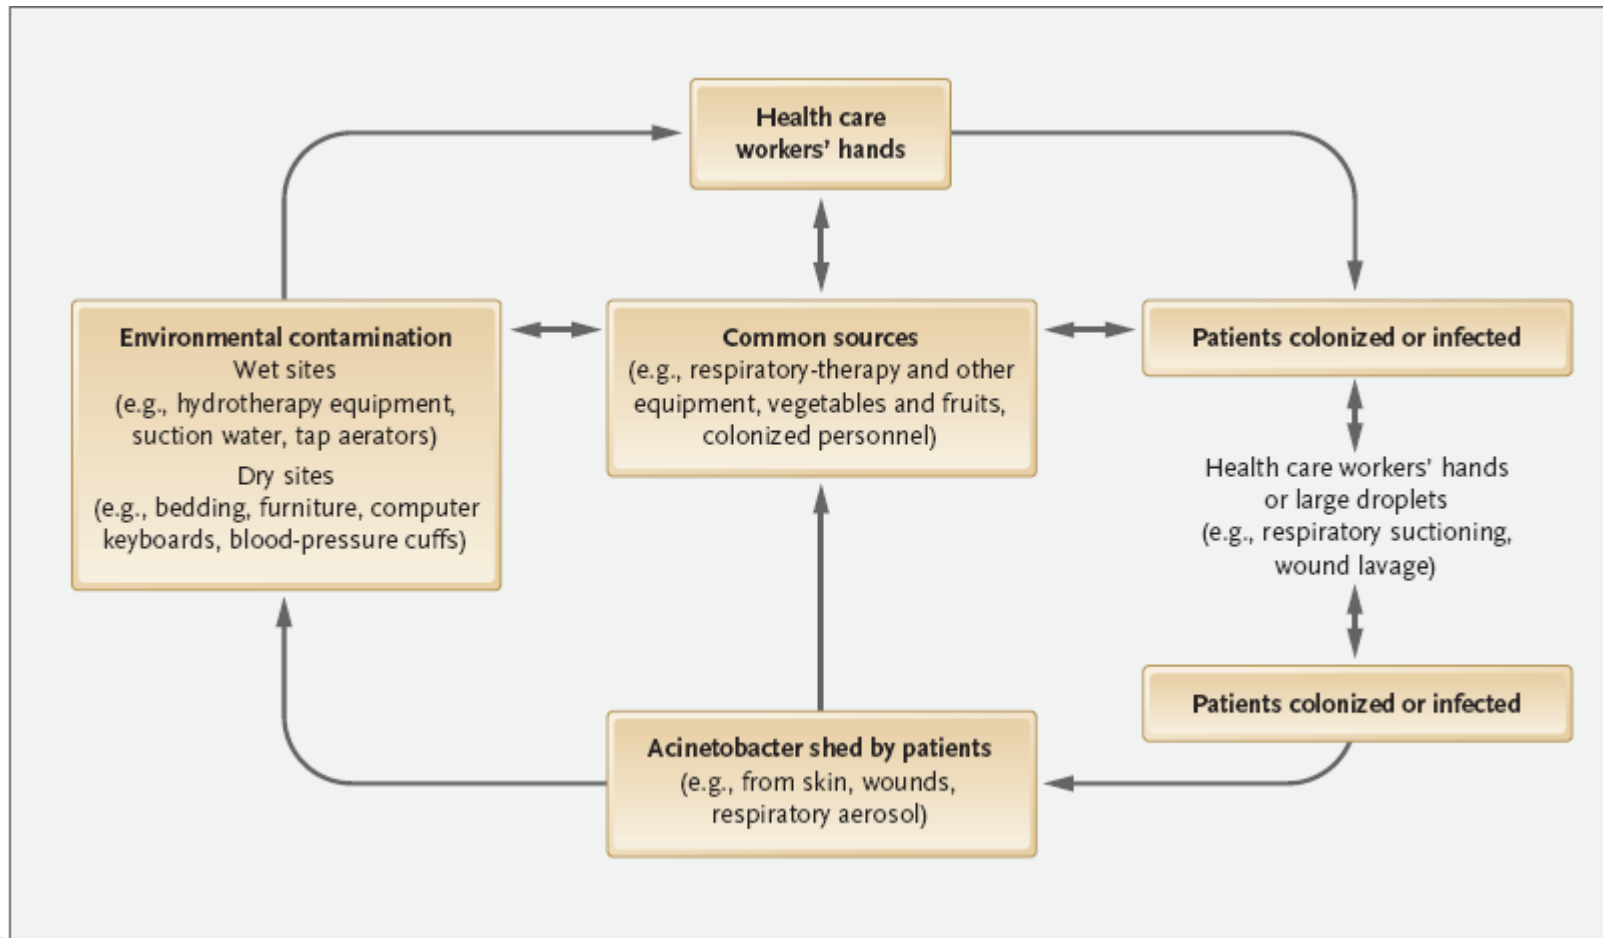 Health care
workers’ hands
Environmental contamination
Wet sites
(e.g., hydrotherapy equipment,
suction water, tap aerators)
Dry sites
(e.g., bedding, furniture, computer
keyboards, blood-pressure cuffs)
Common sources
(e.g., respiratory-therapy and other
equipment, vegetables and fruits,
colonized personnel)
Patients colonized or infected
Health care workers’ hands
or large droplets
(e.g., respiratory suctioning,
wound lavage)
Patients colonized or infected
Acinetobacter shed by patients
(e.g., from skin, wounds,
respiratory aerosol)